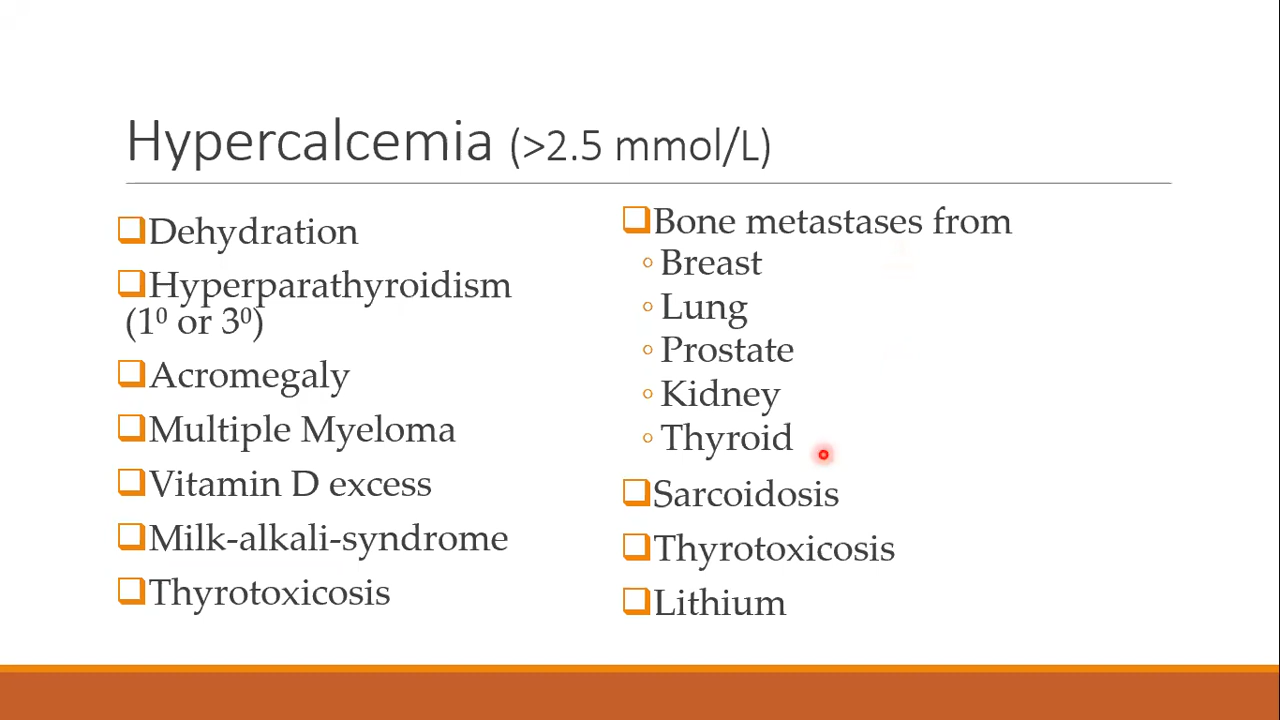 Hypercalcemia (>2.5 mmol/L)
Dehydration
Hyperparathyroidism
(1⁰ or 3⁰)
Acromegaly
Multiple Myeloma
Vitamin D excess
Milk-alkali-syndrome
Thyrotoxicosis
Bone metastases from
Breast
Lung
Prostate
Kidney
Thyroid
Sarcoidosis
Thyrotoxicosis
Lithium